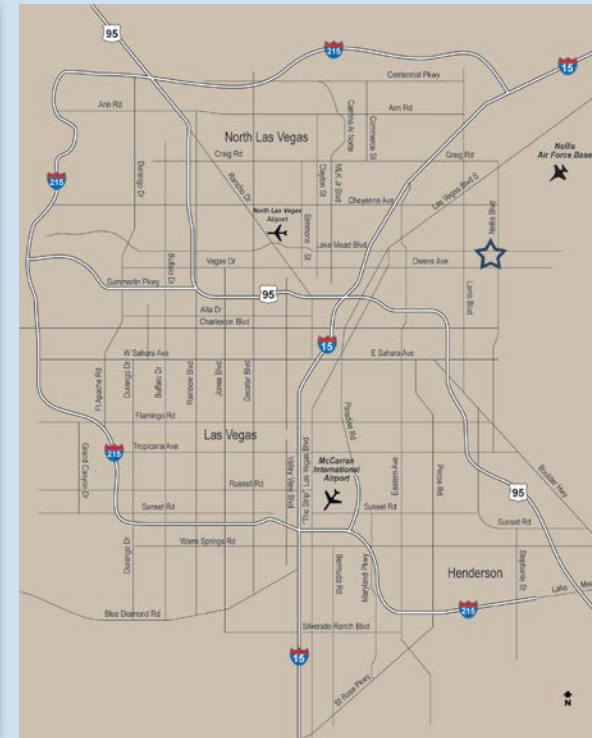 95
215
15
Centennial Pkwy
Ann Rd
Ann Rd
Camino Al Norte
Commerce St
North Las Vegas
Craig Rd
Craig Rd
Nellis
Air Force Base
Durango Dr
Rancho Dr
Clayton St
MLK Jr Blvd
Las Vegas Blvd S
215
Cheyenne Ave
Nellis Blvd
North Las Vegas
Airport
Simmons St
Lake Mead Blvd
Buffalo Dr
Vegas Dr
Owens Ave
Summerlin Pkwy
95
Lamb Blvd
Alta Dr
Charleston Blvd
15
W Sahara Ave
E Sahara Ave
Ft Apache Rd
Durango Dr
Buffalo Dr
Rainbow Blvd
Jones Blvd
Decatur Blvd
Paradise Rd
Flamingo Rd
Las Vegas
Tropicana Ave
215
Grand Canyon Dr
Valley View Blvd
"The Strip" Las Vegas Blvd
McCarran
International
Airport
Eastern Ave
Pecos Rd
Boulder Hwy
Russell Rd
95
Sunset Rd
Sunset Rd
Sunset Rd
Durango Dr
Warm Springs Rd
Bermuda Rd
Maryland Pkwy
Henderson
Stephanie St
Lake Me
215
Blue Diamond Rd
Silverado Ranch Blvd
15
St Rose Pkwy
N